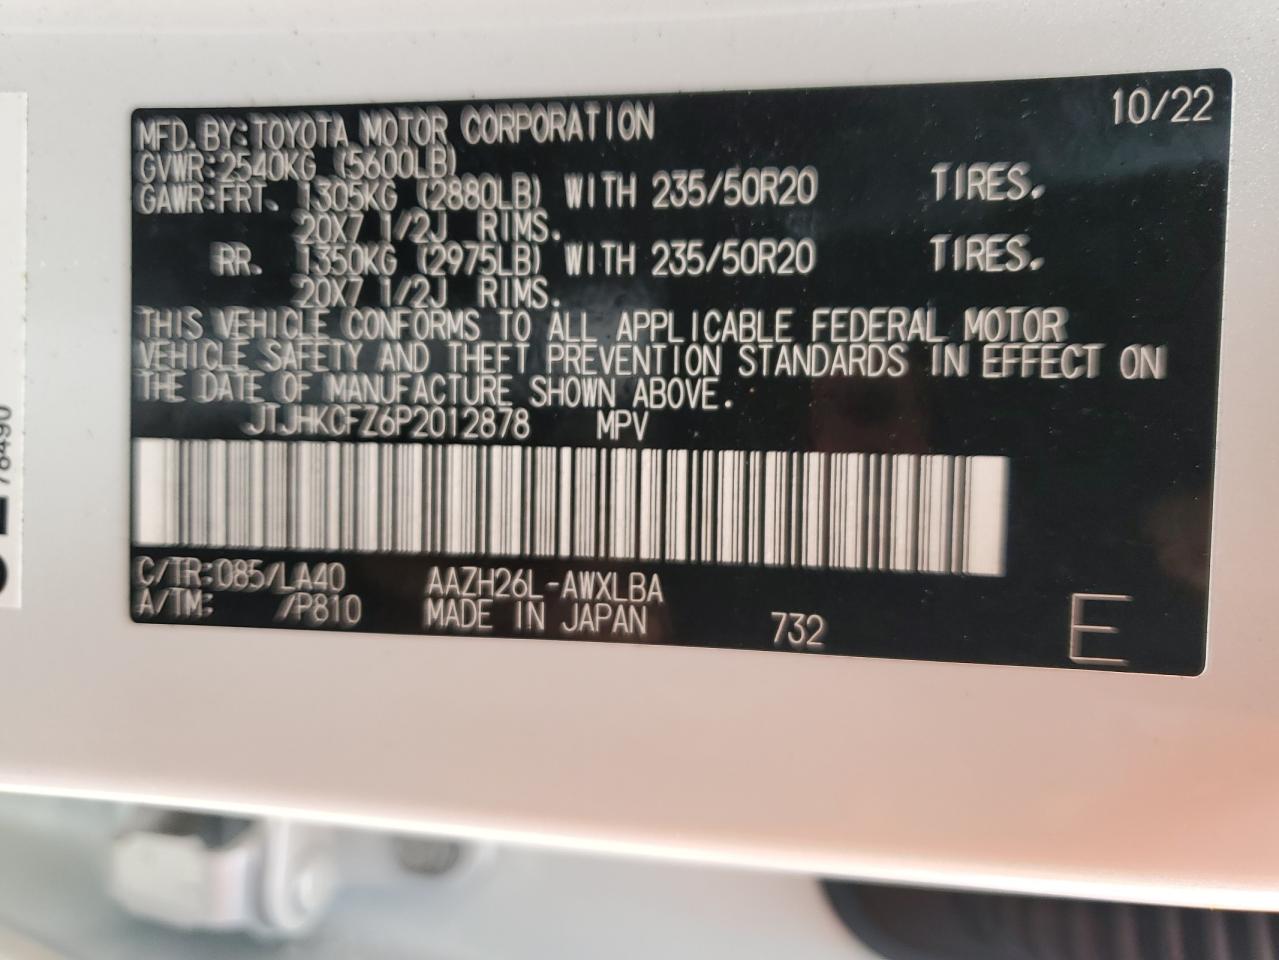 MFD. BY: TOYOTA MOTOR CORPORATION 10/22
GVWR: 2540KG (5600LB)
GAWR: FRT. 1305KG (2880LB) WITH 235/50R20 TIRES.
20X7 1/2J RIMS.
RR. 1350KG (2975LB) WITH 235/50R20 TIRES.
20X7 1/2J RIMS.
THIS VEHICLE CONFORMS TO ALL APPLICABLE FEDERAL MOTOR
VEHICLE SAFETY AND THEFT PREVENTION STANDARDS IN EFFECT ON
THE DATE OF MANUFACTURE SHOWN ABOVE.
JTJHKCFZ6P2012878 MPV
C/TR: 085/LA40 AAZH26L-AWXLBA
A/TM: /P810 MADE IN JAPAN 732 E